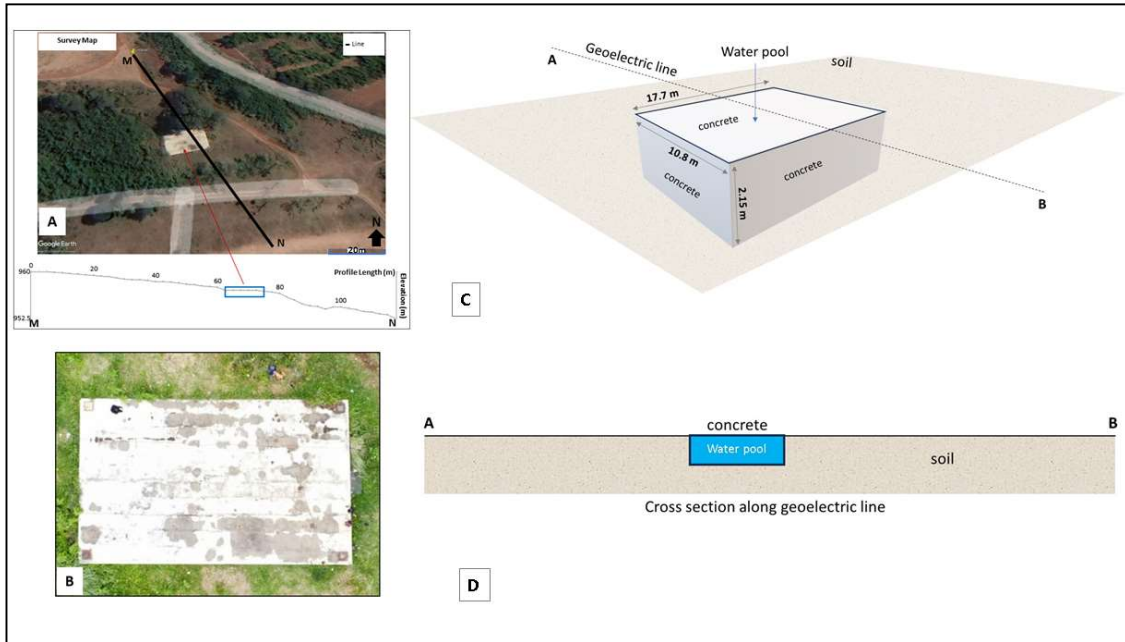 Survey Map
Line
M
N
A
N
Google Earth
20m
0
20
40
60
80
100
Profile Length (m)
Elevation (m)
960
952.5
M
N
B
Water pool
Geoelectric line
soil
A
17.7 m
concrete
10.8 m
concrete
concrete
2.15 m
B
C
A
concrete
B
Water pool
soil
Cross section along geoelectric line
D